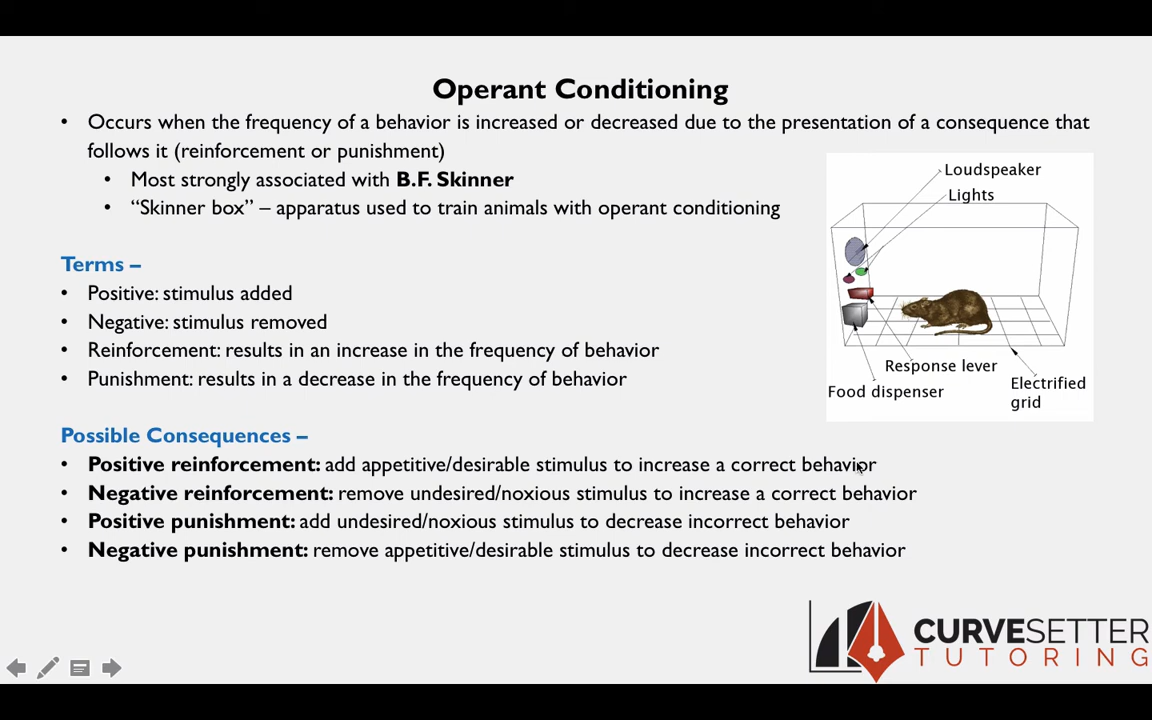 Operant Conditioning
• Occurs when the frequency of a behavior is increased or decreased due to the presentation of a consequence that
follows it (reinforcement or punishment)
• Most strongly associated with B.F. Skinner
• “Skinner box” – apparatus used to train animals with operant conditioning
Loudspeaker
Lights
Response lever
Food dispenser
Electrified
grid
Terms –
• Positive: stimulus added
• Negative: stimulus removed
• Reinforcement: results in an increase in the frequency of behavior
• Punishment: results in a decrease in the frequency of behavior
Possible Consequences –
• Positive reinforcement: add appetitive/desirable stimulus to increase a correct behavior
• Negative reinforcement: remove undesired/noxious stimulus to increase a correct behavior
• Positive punishment: add undesired/noxious stimulus to decrease incorrect behavior
• Negative punishment: remove appetitive/desirable stimulus to decrease incorrect behavior
CURVESETTER
TUTORING